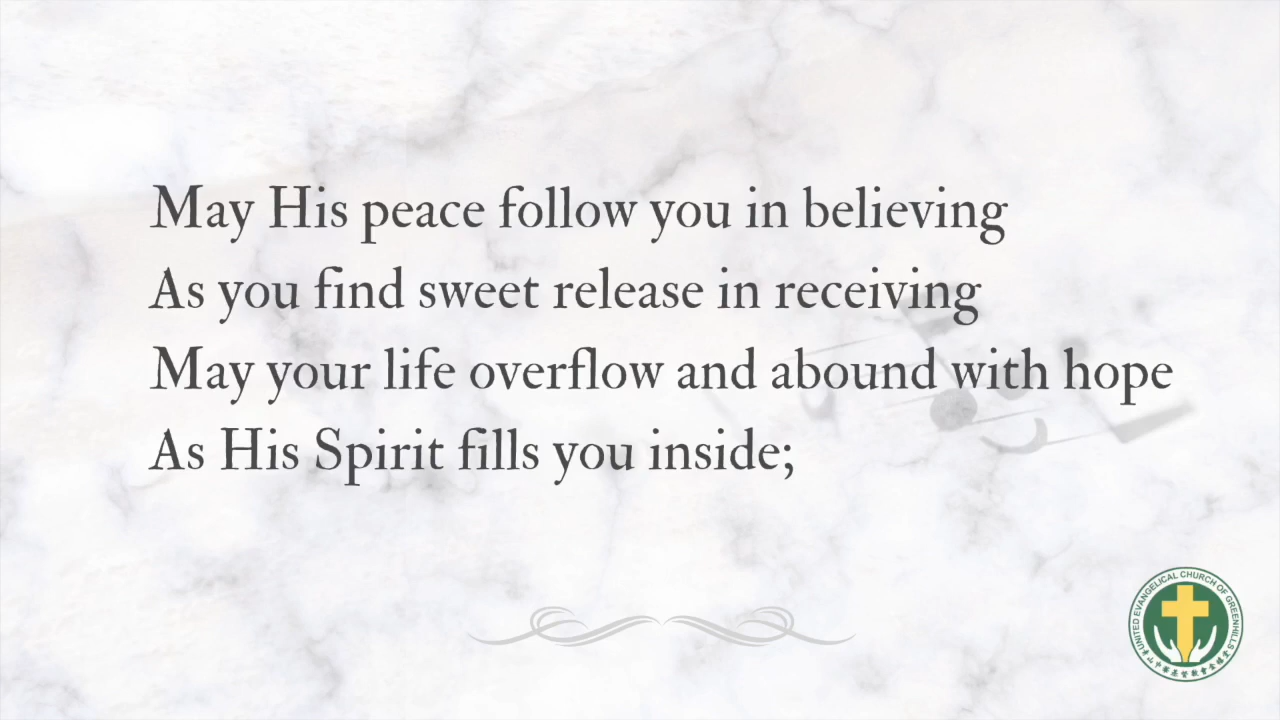 May His peace follow you in believing
As you find sweet release in receiving
May your life overflow and abound with hope
As His Spirit fills you inside;
UNITED EVANGELICAL CHURCH OF GREENHILLS